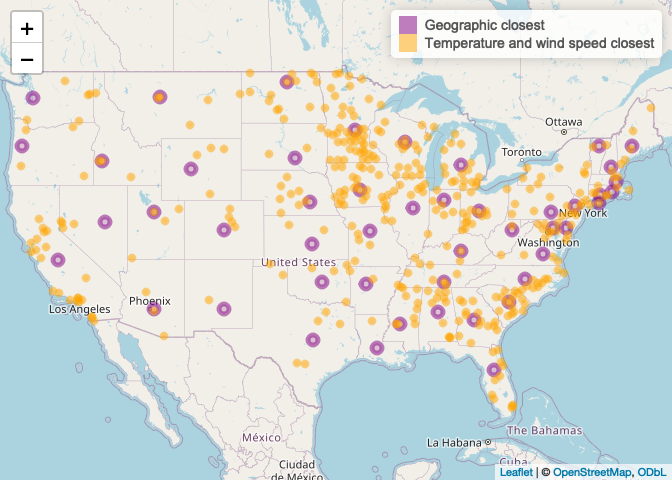 +
−
Geographic closest
Temperature and wind speed closest
Ottawa
Toronto
New York
Washington
United States
Phoenix
Los Angeles
The Bahamas
La Habana
México
Cuba
Ciudad
de México
Leaflet | © OpenStreetMap, ODbL